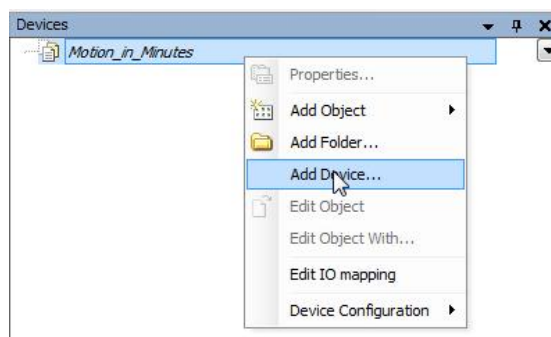 Devices
Motion_in_Minutes
Properties...
Add Object
Add Folder...
Add Device...
Edit Object
Edit Object With...
Edit IO mapping
Device Configuration